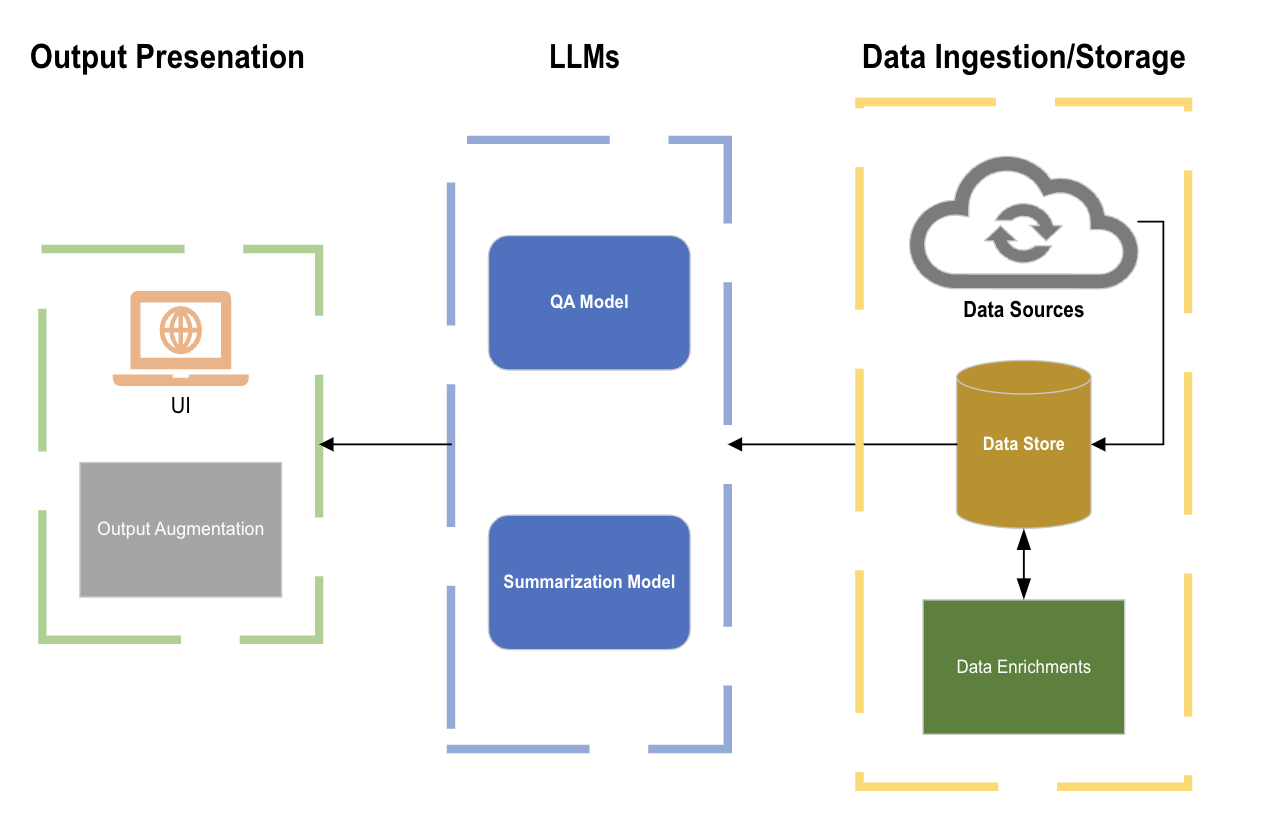 Output Presenation
LLMs
Data Ingestion/Storage
UI
Output Augmentation
QA Model
Summarization Model
Data Sources
Data Store
Data Enrichments